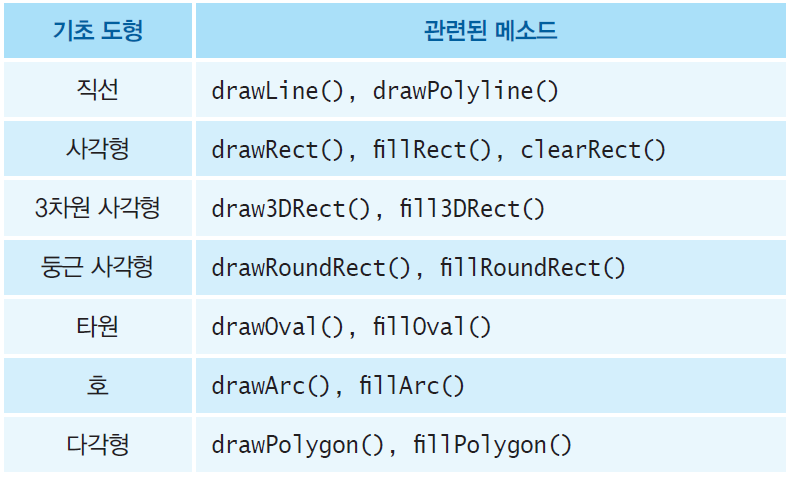 기초 도형 관련된 메소드
직선 drawLine(), drawPolyline()
사각형 drawRect(), fillRect(), clearRect()
3차원 사각형 draw3DRect(), fill3DRect()
둥근 사각형 drawRoundRect(), fillRoundRect()
타원 drawOval(), fillOval()
호 drawArc(), fillArc()
다각형 drawPolygon(), fillPolygon()